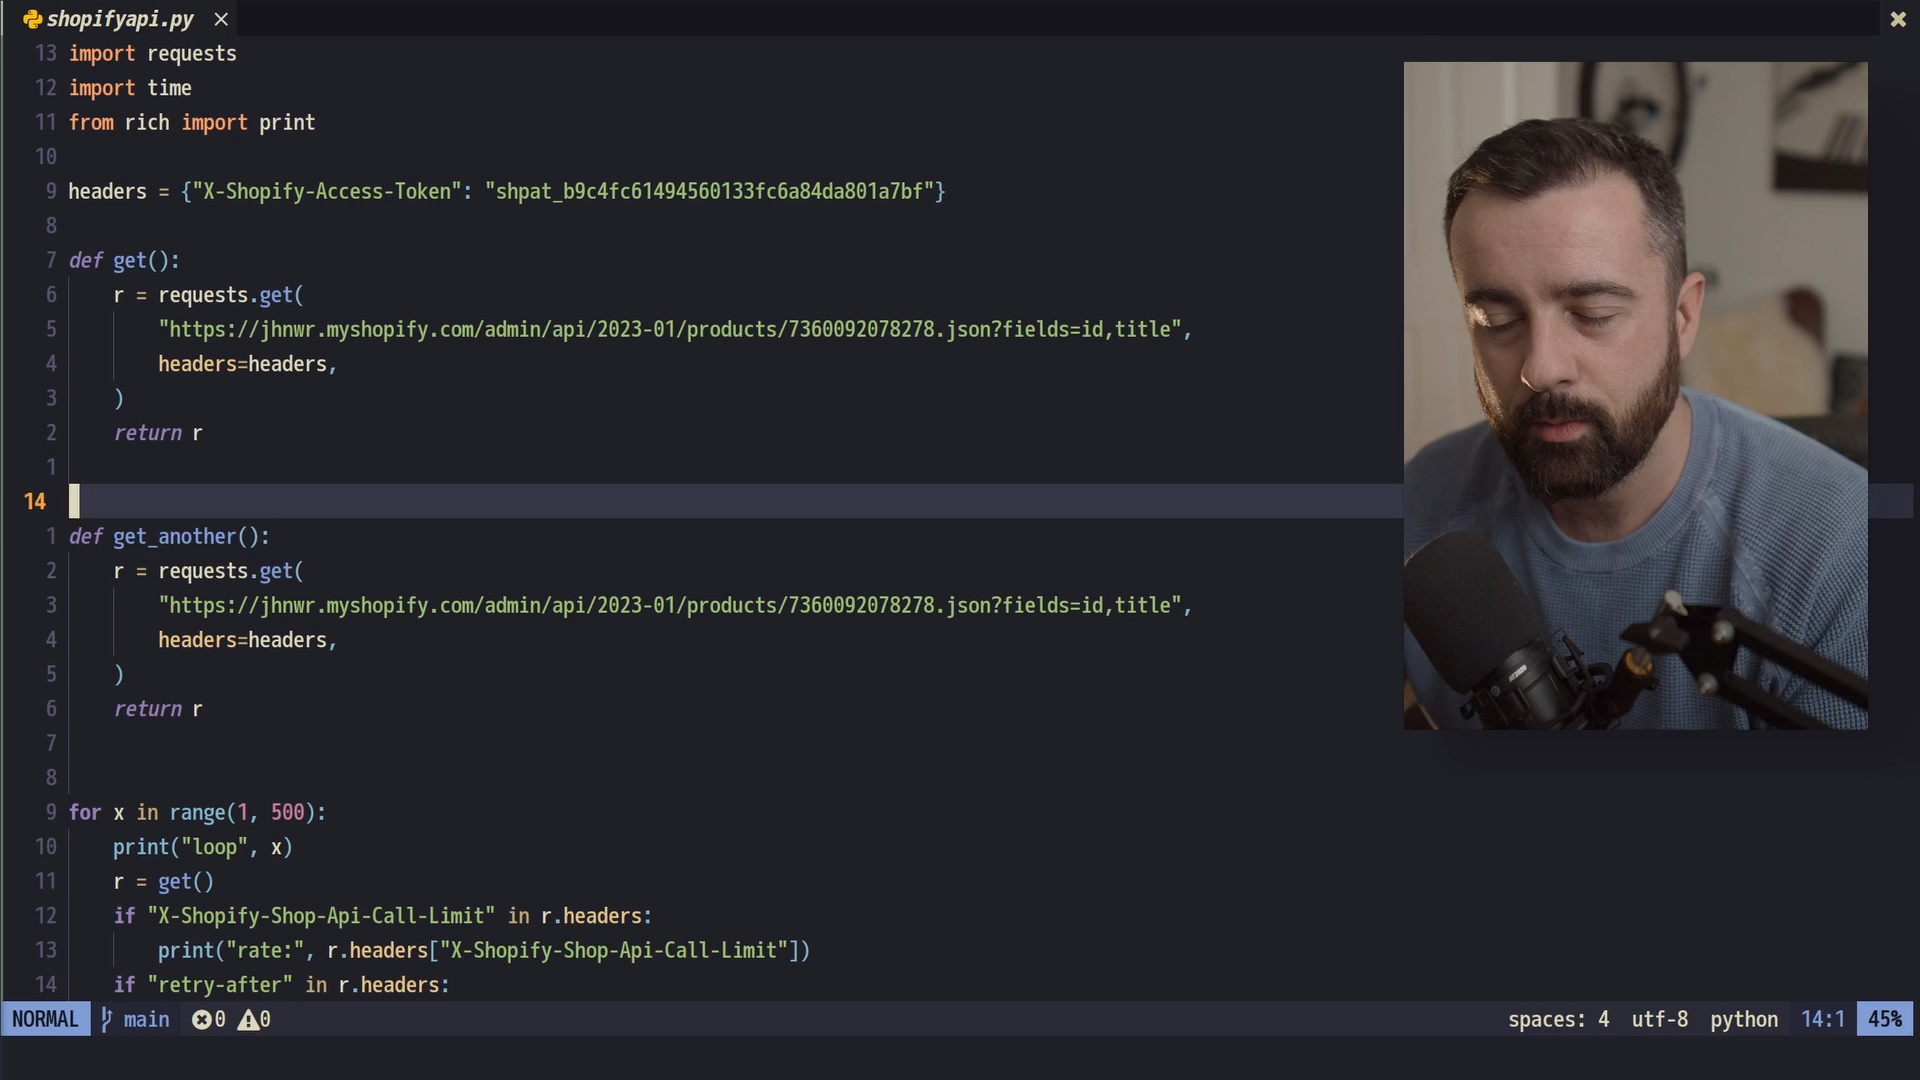 shopifyapi.py
13 import requests
12 import time
11 from rich import print
10
9 headers = {"X-Shopify-Access-Token": "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"}
8
7 def get():
6     r = requests.get(
5         "https://jhnwr.myshopify.com/admin/api/2023-01/products/7360092078278.json?fields=id,title",
4         headers=headers,
3     )
2     return r
1
14
1 def get_another():
2     r = requests.get(
3         "https://jhnwr.myshopify.com/admin/api/2023-01/products/7360092078278.json?fields=id,title",
4         headers=headers,
5     )
6     return r
7
8
9 for x in range(1, 500):
10     print("loop", x)
11     r = get()
12     if "X-Shopify-Shop-Api-Call-Limit" in r.headers:
13         print("rate:", r.headers["X-Shopify-Shop-Api-Call-Limit"])
14     if "retry-after" in r.headers:
NORMAL main 0 0 spaces: 4 utf-8 python 14:1 45%